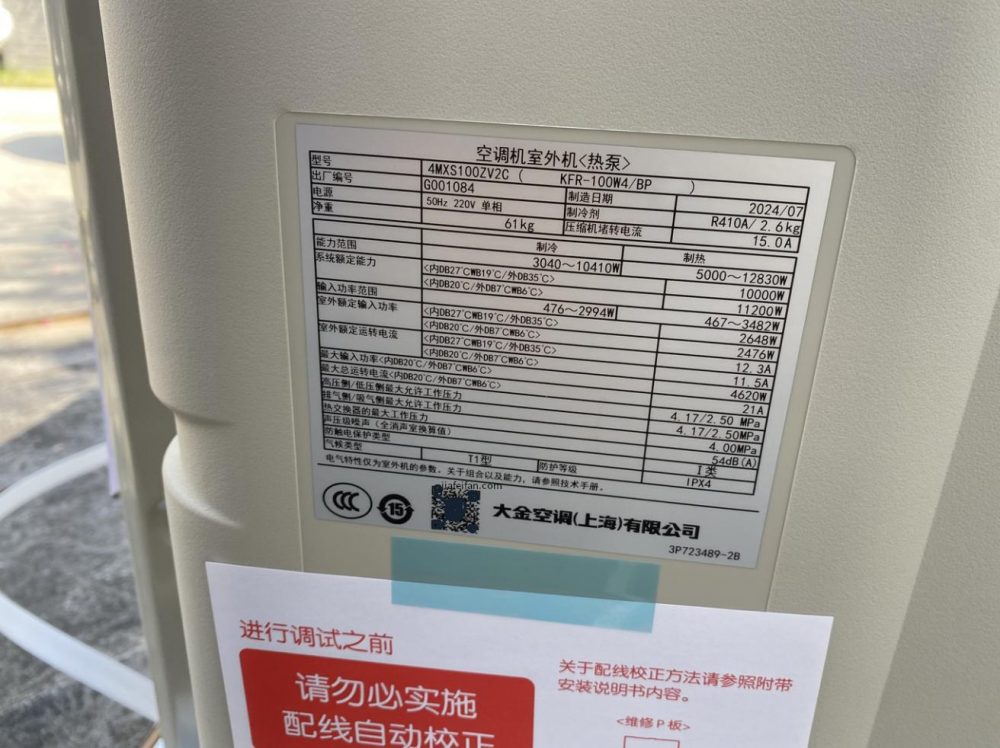 空调机室外机<热泵>
型号 4MXS100ZV2C ( KFR-100W4/BP )
出厂编号 G001084 制造日期 2024/07
电源 50Hz 220V 单相 制冷剂 R410A/ 2.6kg
净重 61kg 压缩机堵转电流 15.0A
制冷 制热
能力范围 3040～10410W 5000～12830W
系统额定能力 <内DB27℃WB19℃/外DB35℃> 10000W
<内DB20℃/外DB7℃WB6℃> 11200W
输入功率范围 476～2994W 467～3482W
室外额定输入功率 <内DB27℃WB19℃/外DB35℃> 2648W
<内DB20℃/外DB7℃WB6℃> 2476W
室外额定运转电流 <内DB27℃WB19℃/外DB35℃> 12.3A
<内DB20℃/外DB7℃WB6℃> 11.5A
最大输入功率<内DB20℃/外DB7℃WB6℃> 4620W
最大总运转电流<内DB20℃/外DB7℃WB6℃> 21A
高压侧/低压侧最大允许工作压力 4.17/2.50 MPa
排气侧/吸气侧最大允许工作压力 4.17/2.50MPa
热交换器的最大工作压力 4.00MPa
声压级噪声（全消声室换算值） 54dB(A)
防触电保护类型 I类
气候类型 T1型 防护等级 IPX4
电气特性仅为室外机的参数。关于组合以及能力，请参照技术手册。
jiafeifan.com
CCC 15 大金空调(上海)有限公司
3P723489-2B
进行调试之前
请勿必实施
配线自动校正
关于配线校正方法请参照附带
安装说明书内容。
<维修P板>